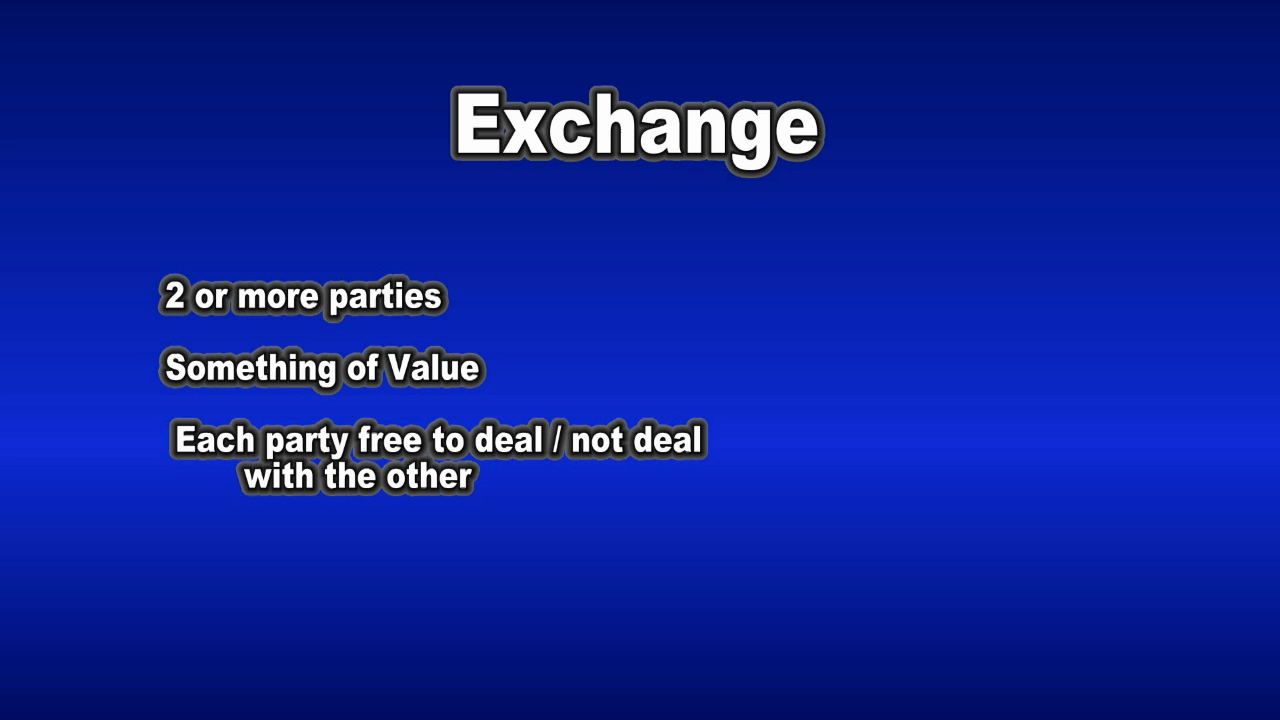 Exchange
2 or more parties
Something of Value
Each party free to deal / not deal
with the other